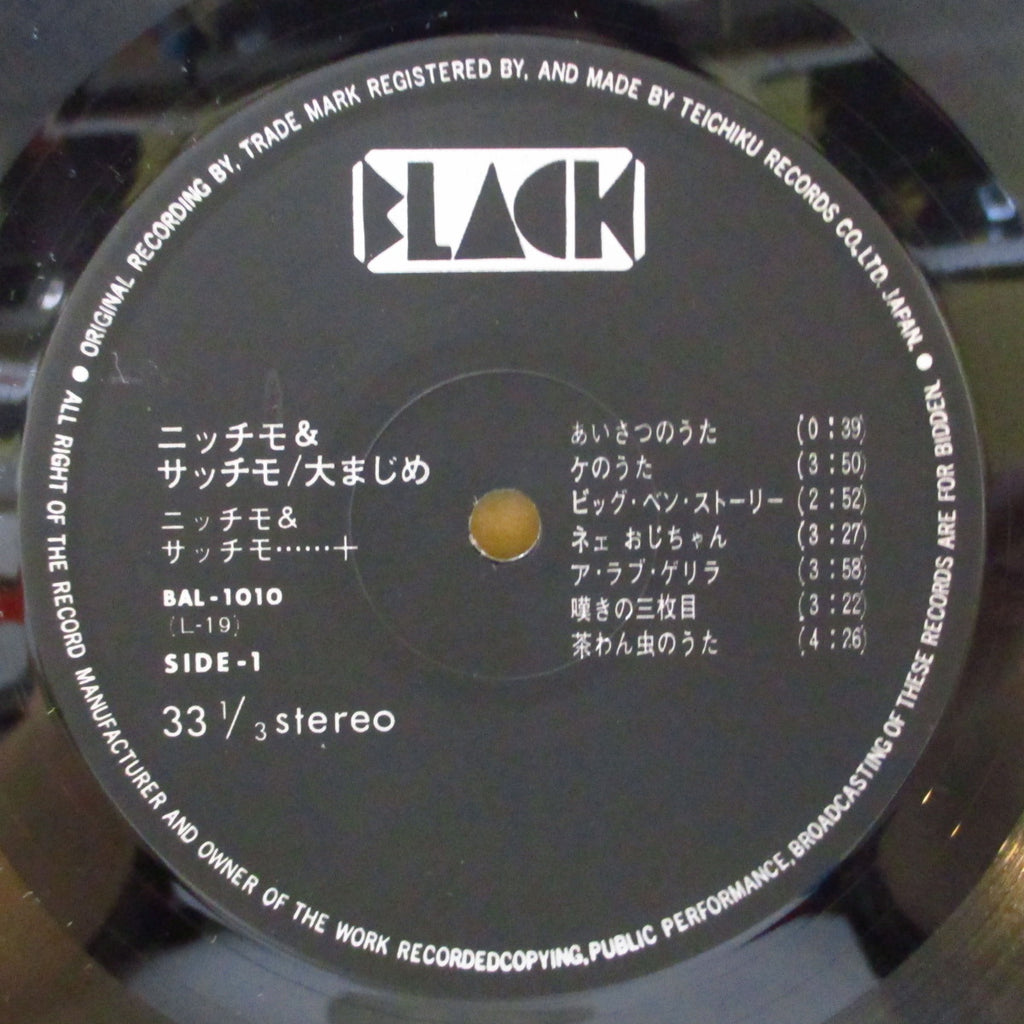 ● ORIGINAL RECORDING BY, TRADE MARK REGISTERED BY, AND MADE BY TEICHIKU RECORDS CO.,LTD. JAPAN.
● ALL RIGHT OF THE RECORD MANUFACTURER AND OWNER OF THE WORK RECORDEDCOPYING, PUBLIC PERFORMANCE, BROADCASTING OF THESE RECORDS ARE FOR BIDDEN.
BLACK
ニッチモ&
サッチモ/大まじめ
ニッチモ&
サッチモ……+
BAL-1010
(L-19)
SIDE-1
33 1/3 stereo
あいさつのうた (0:39)
ケのうた (3:50)
ビッグ・ベン・ストーリー (2:52)
ネェ おじちゃん (3:27)
ア・ラブ・ゲリラ (3:58)
嘆きの三枚目 (3:22)
茶わん虫のうた (4:26)